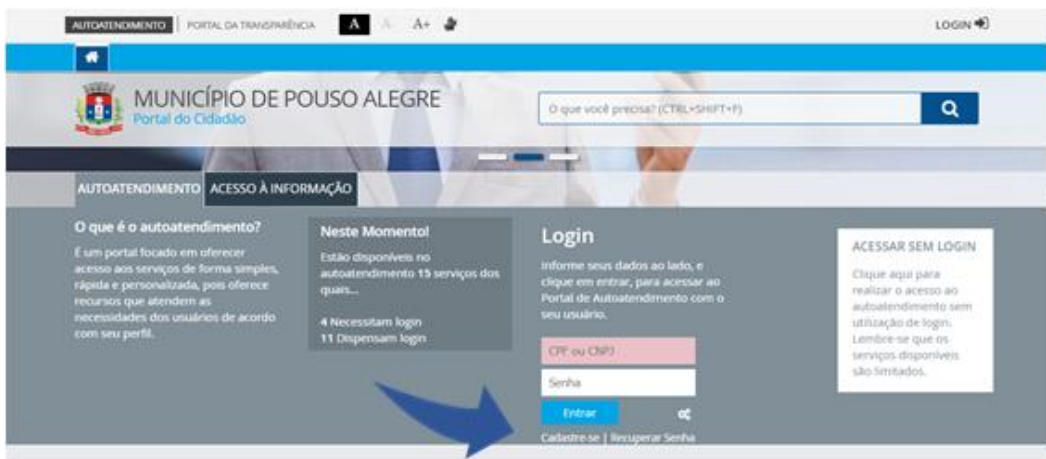 AUTOATENDIMENTO | PORTAL DA TRANSPARÊNCIA A A- A+
LOGIN
MUNICÍPIO DE POUSO ALEGRE
Portal do Cidadão
O que você precisa? (CTRL+SHIFT+F)
AUTOATENDIMENTO ACESSO À INFORMAÇÃO
O que é o autoatendimento?
É um portal focado em oferecer
acesso aos serviços de forma simples,
rápida e personalizada, pois oferece
recursos que atendem as
necessidades dos usuários de acordo
com seu perfil.
Neste Momento!
Estão disponíveis no
autoatendimento 15 serviços dos
quais...
4 Necessitam login
11 Dispensam login
Login
Informe seus dados ao lado, e
clique em entrar, para acessar ao
Portal de Autoatendimento com o
seu usuário.
CPF ou CNPJ
Senha
Entrar
Cadastre-se | Recuperar Senha
ACESSAR SEM LOGIN
Clique aqui para
realizar o acesso ao
autoatendimento sem
utilização de login.
Lembre-se que os
serviços disponíveis
são limitados.